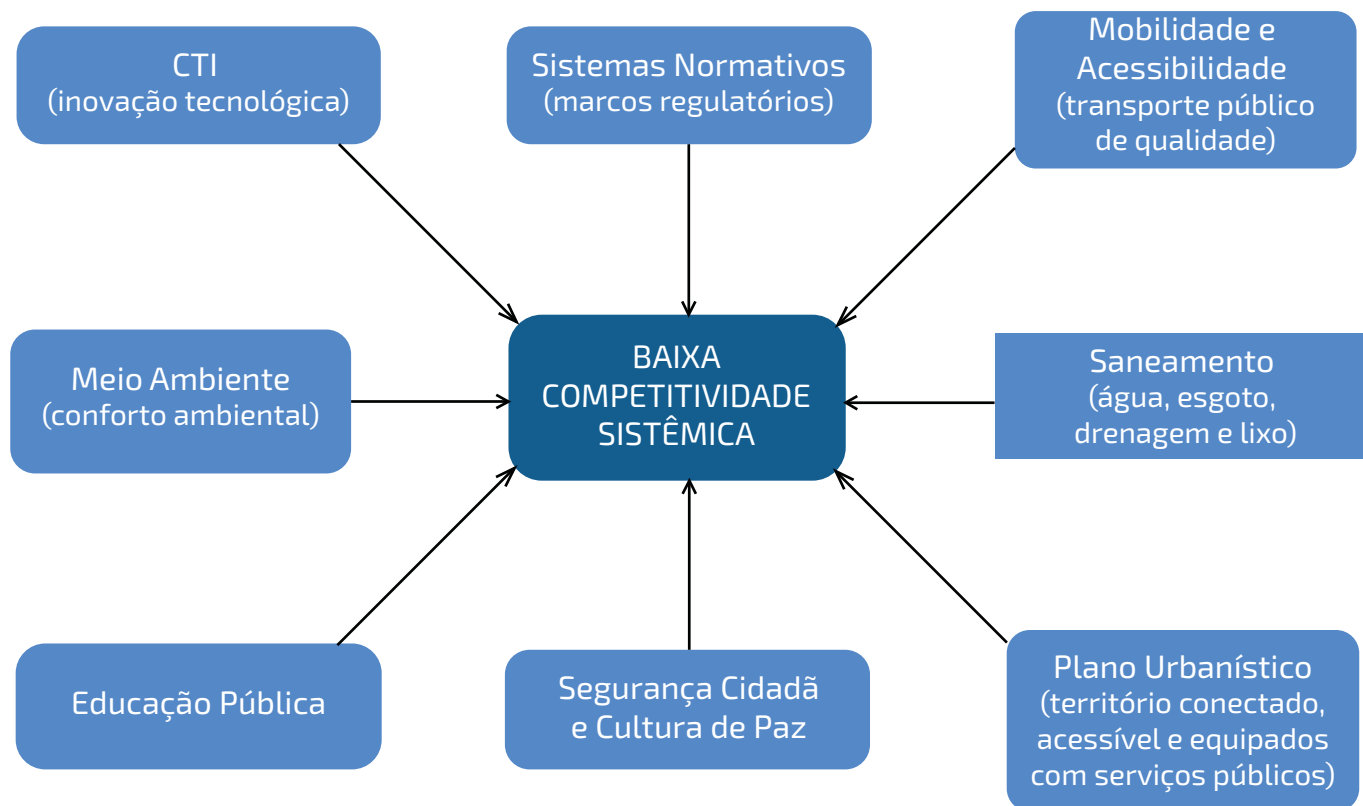 CTI
(inovação tecnológica)
Sistemas Normativos
(marcos regulatórios)
Mobilidade e
Acessibilidade
(transporte público
de qualidade)
Meio Ambiente
(conforto ambiental)
BAIXA
COMPETITIVIDADE
SISTÊMICA
Saneamento
(água, esgoto,
drenagem e lixo)
Educação Pública
Segurança Cidadã
e Cultura de Paz
Plano Urbanístico
(território conectado,
acessível e equipados
com serviços públicos)